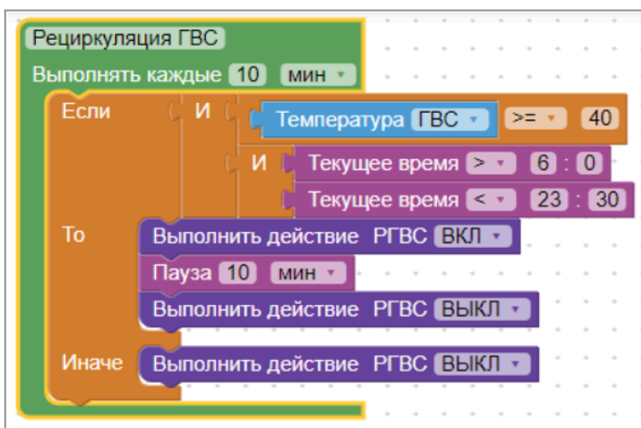 Рециркуляция ГВС
Выполнять каждые 10 мин
Если И Температура ГВС >= 40
И Текущее время > 6 : 0
Текущее время < 23 : 30
То Выполнить действие РГВС ВКЛ
Пауза 10 мин
Выполнить действие РГВС ВЫКЛ
Иначе Выполнить действие РГВС ВЫКЛ